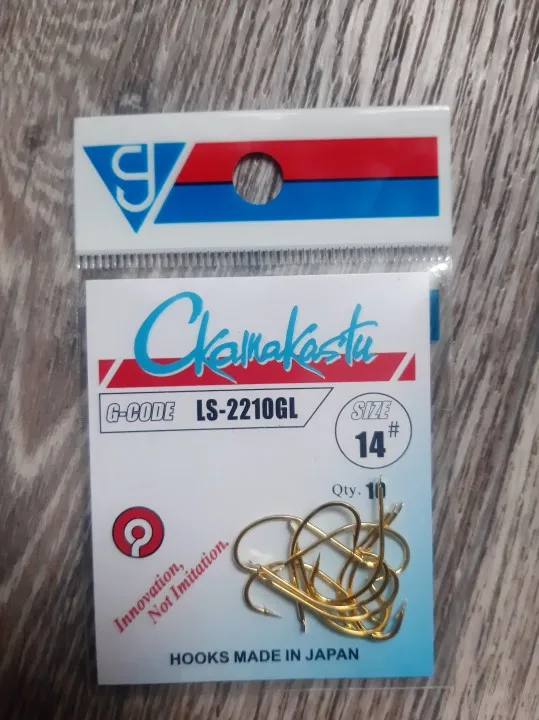 Ckamakastu
G-CODE LS-2210GL
SIZE
14#
Qty. 10
Innovation,
Not Imitation.
HOOKS MADE IN JAPAN